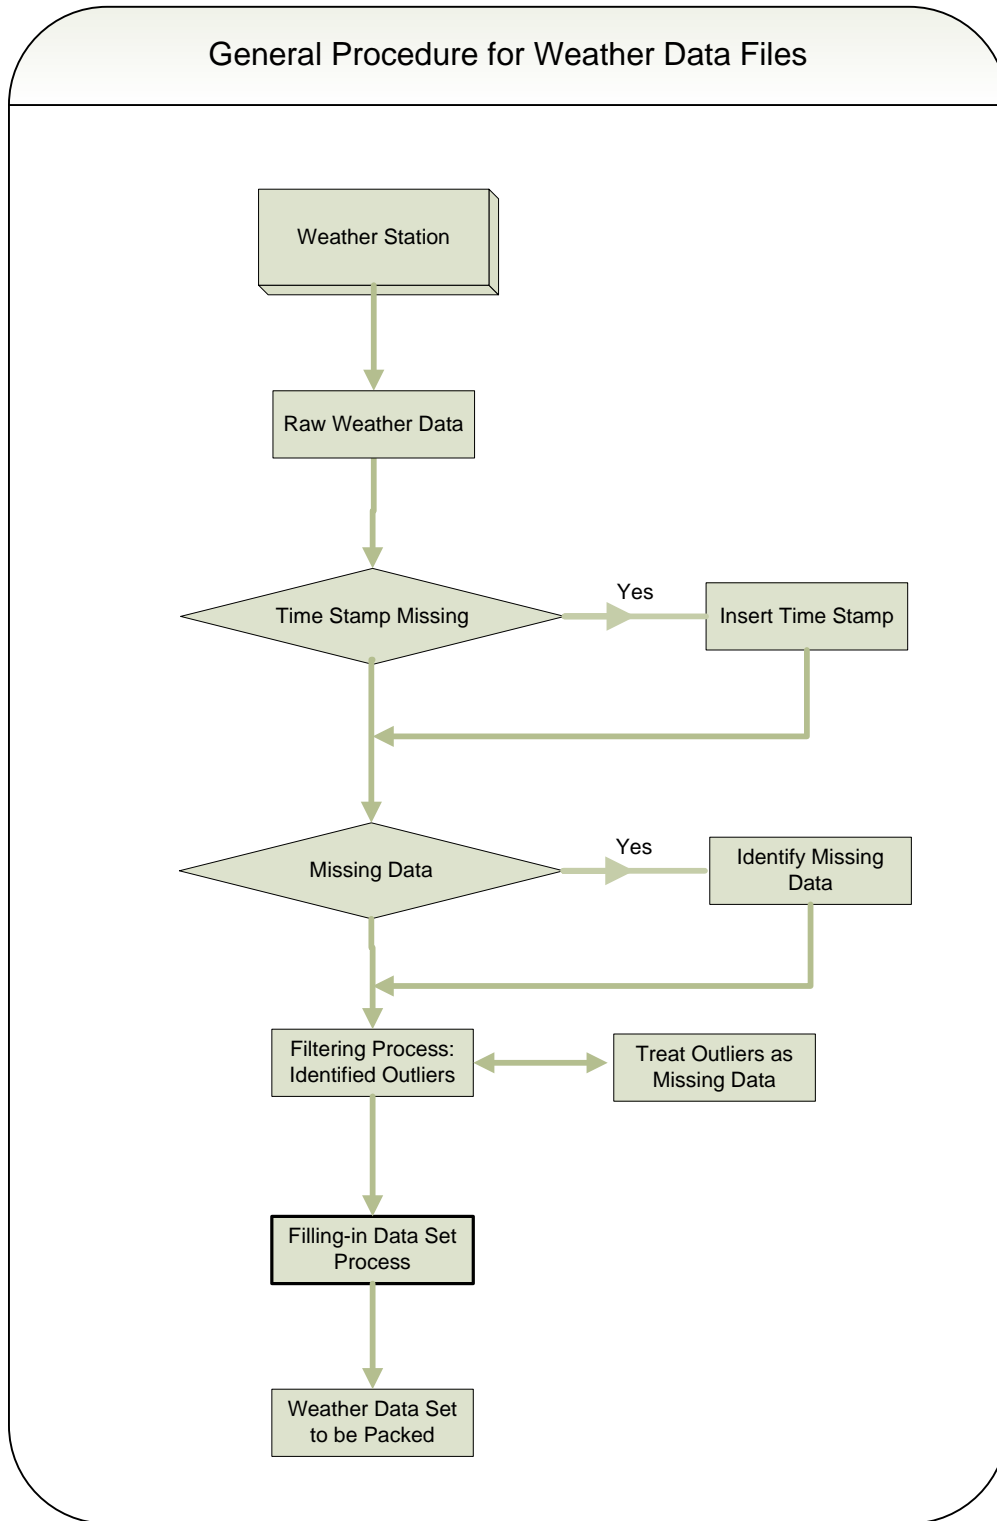 General Procedure for Weather Data Files
Weather Station
Raw Weather Data
Time Stamp Missing
Yes
Insert Time Stamp
Missing Data
Yes
Identify Missing
Data
Filtering Process:
Identified Outliers
Treat Outliers as
Missing Data
Filling-in Data Set
Process
Weather Data Set
to be Packed